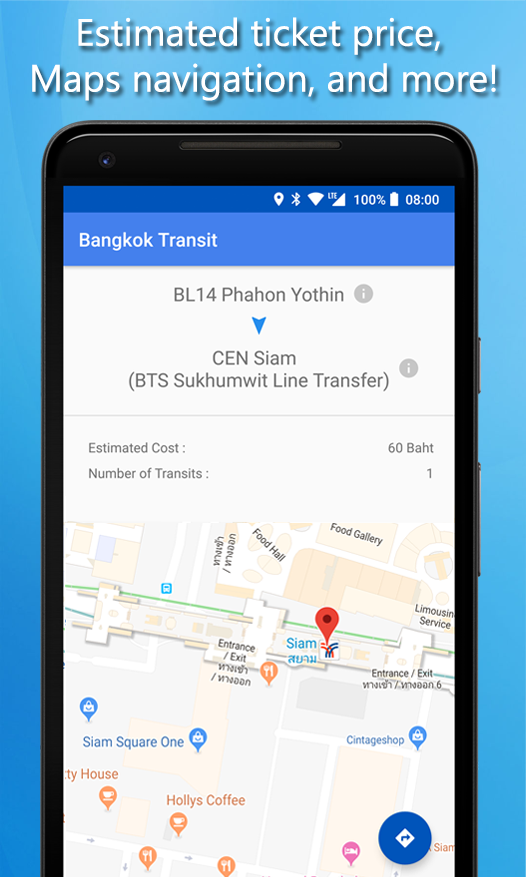 Estimated ticket price,
Maps navigation, and more!
LTE 100% 08:00
Bangkok Transit
BL14 Phahon Yothin
CEN Siam
(BTS Sukhumwit Line Transfer)
Estimated Cost : 60 Baht
Number of Transits : 1
Food Gallery
Food Hall
ทางเข้า
/ ทางออก
Limousine
Service
Siam
สยาม
Entrance
/ Exit
ทางเข้า
/ ทางออก
Entrance / Exit
ทางเข้า / ทางออก 6
Siam Square One
Cintageshop
ty House
Hollys Coffee
Siam